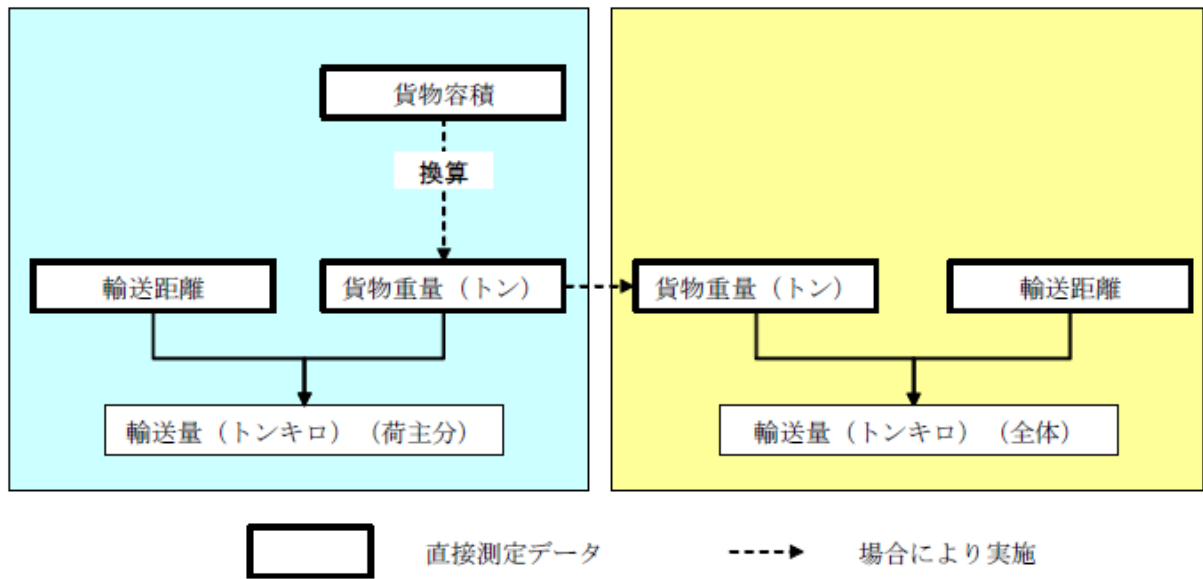 貨物容積
換算
輸送距離
貨物重量（トン）
輸送量（トンキロ）（荷主分）
貨物重量（トン）
輸送距離
輸送量（トンキロ）（全体）
直接測定データ
場合により実施